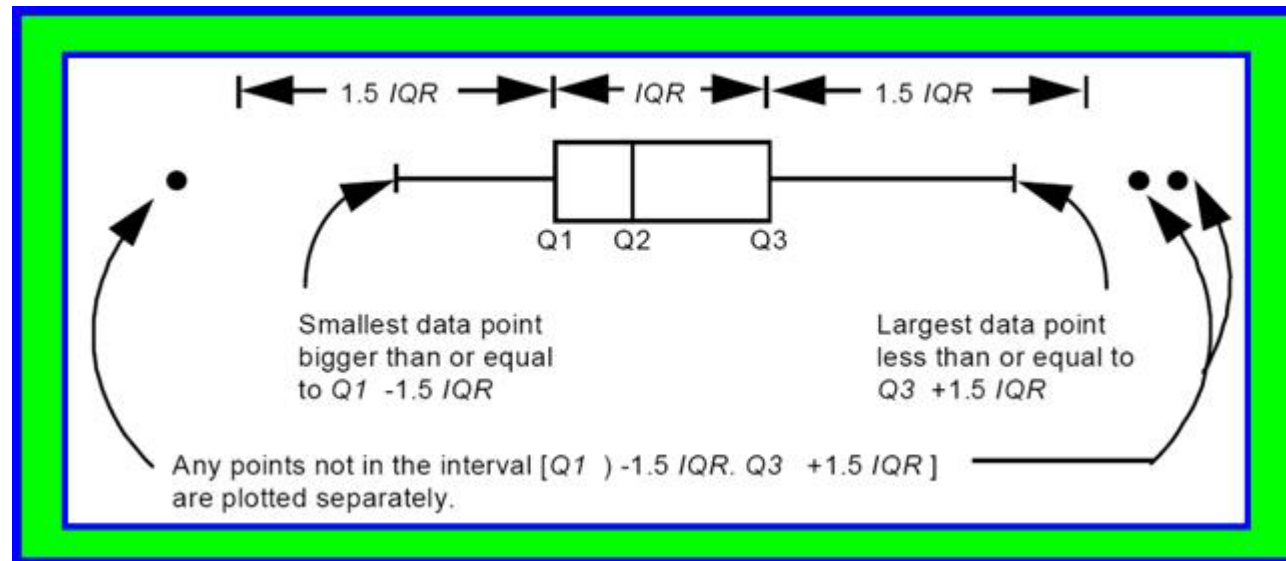 1.5 IQR IQR 1.5 IQR
Q1 Q2 Q3
Smallest data point
bigger than or equal
to Q1 -1.5 IQR
Largest data point
less than or equal to
Q3 +1.5 IQR
Any points not in the interval [Q1 ) -1.5 IQR. Q3 +1.5 IQR ]
are plotted separately.